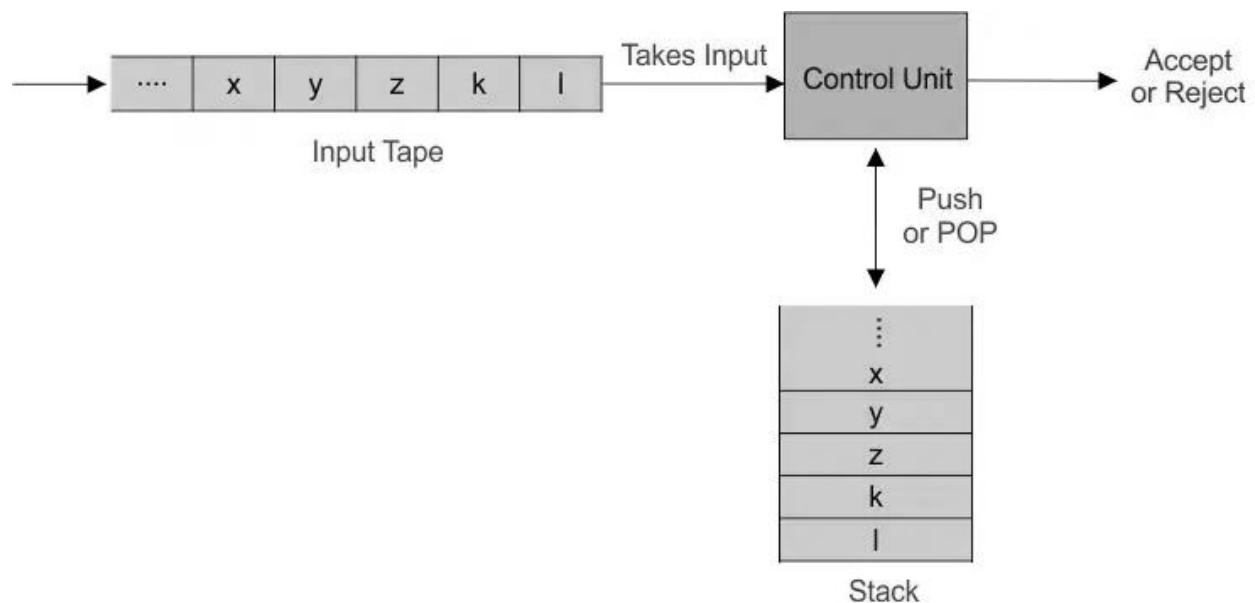 .... x y z k l
Input Tape
Takes Input
Control Unit
Accept
or Reject
Push
or POP
....
x
y
z
k
l
Stack